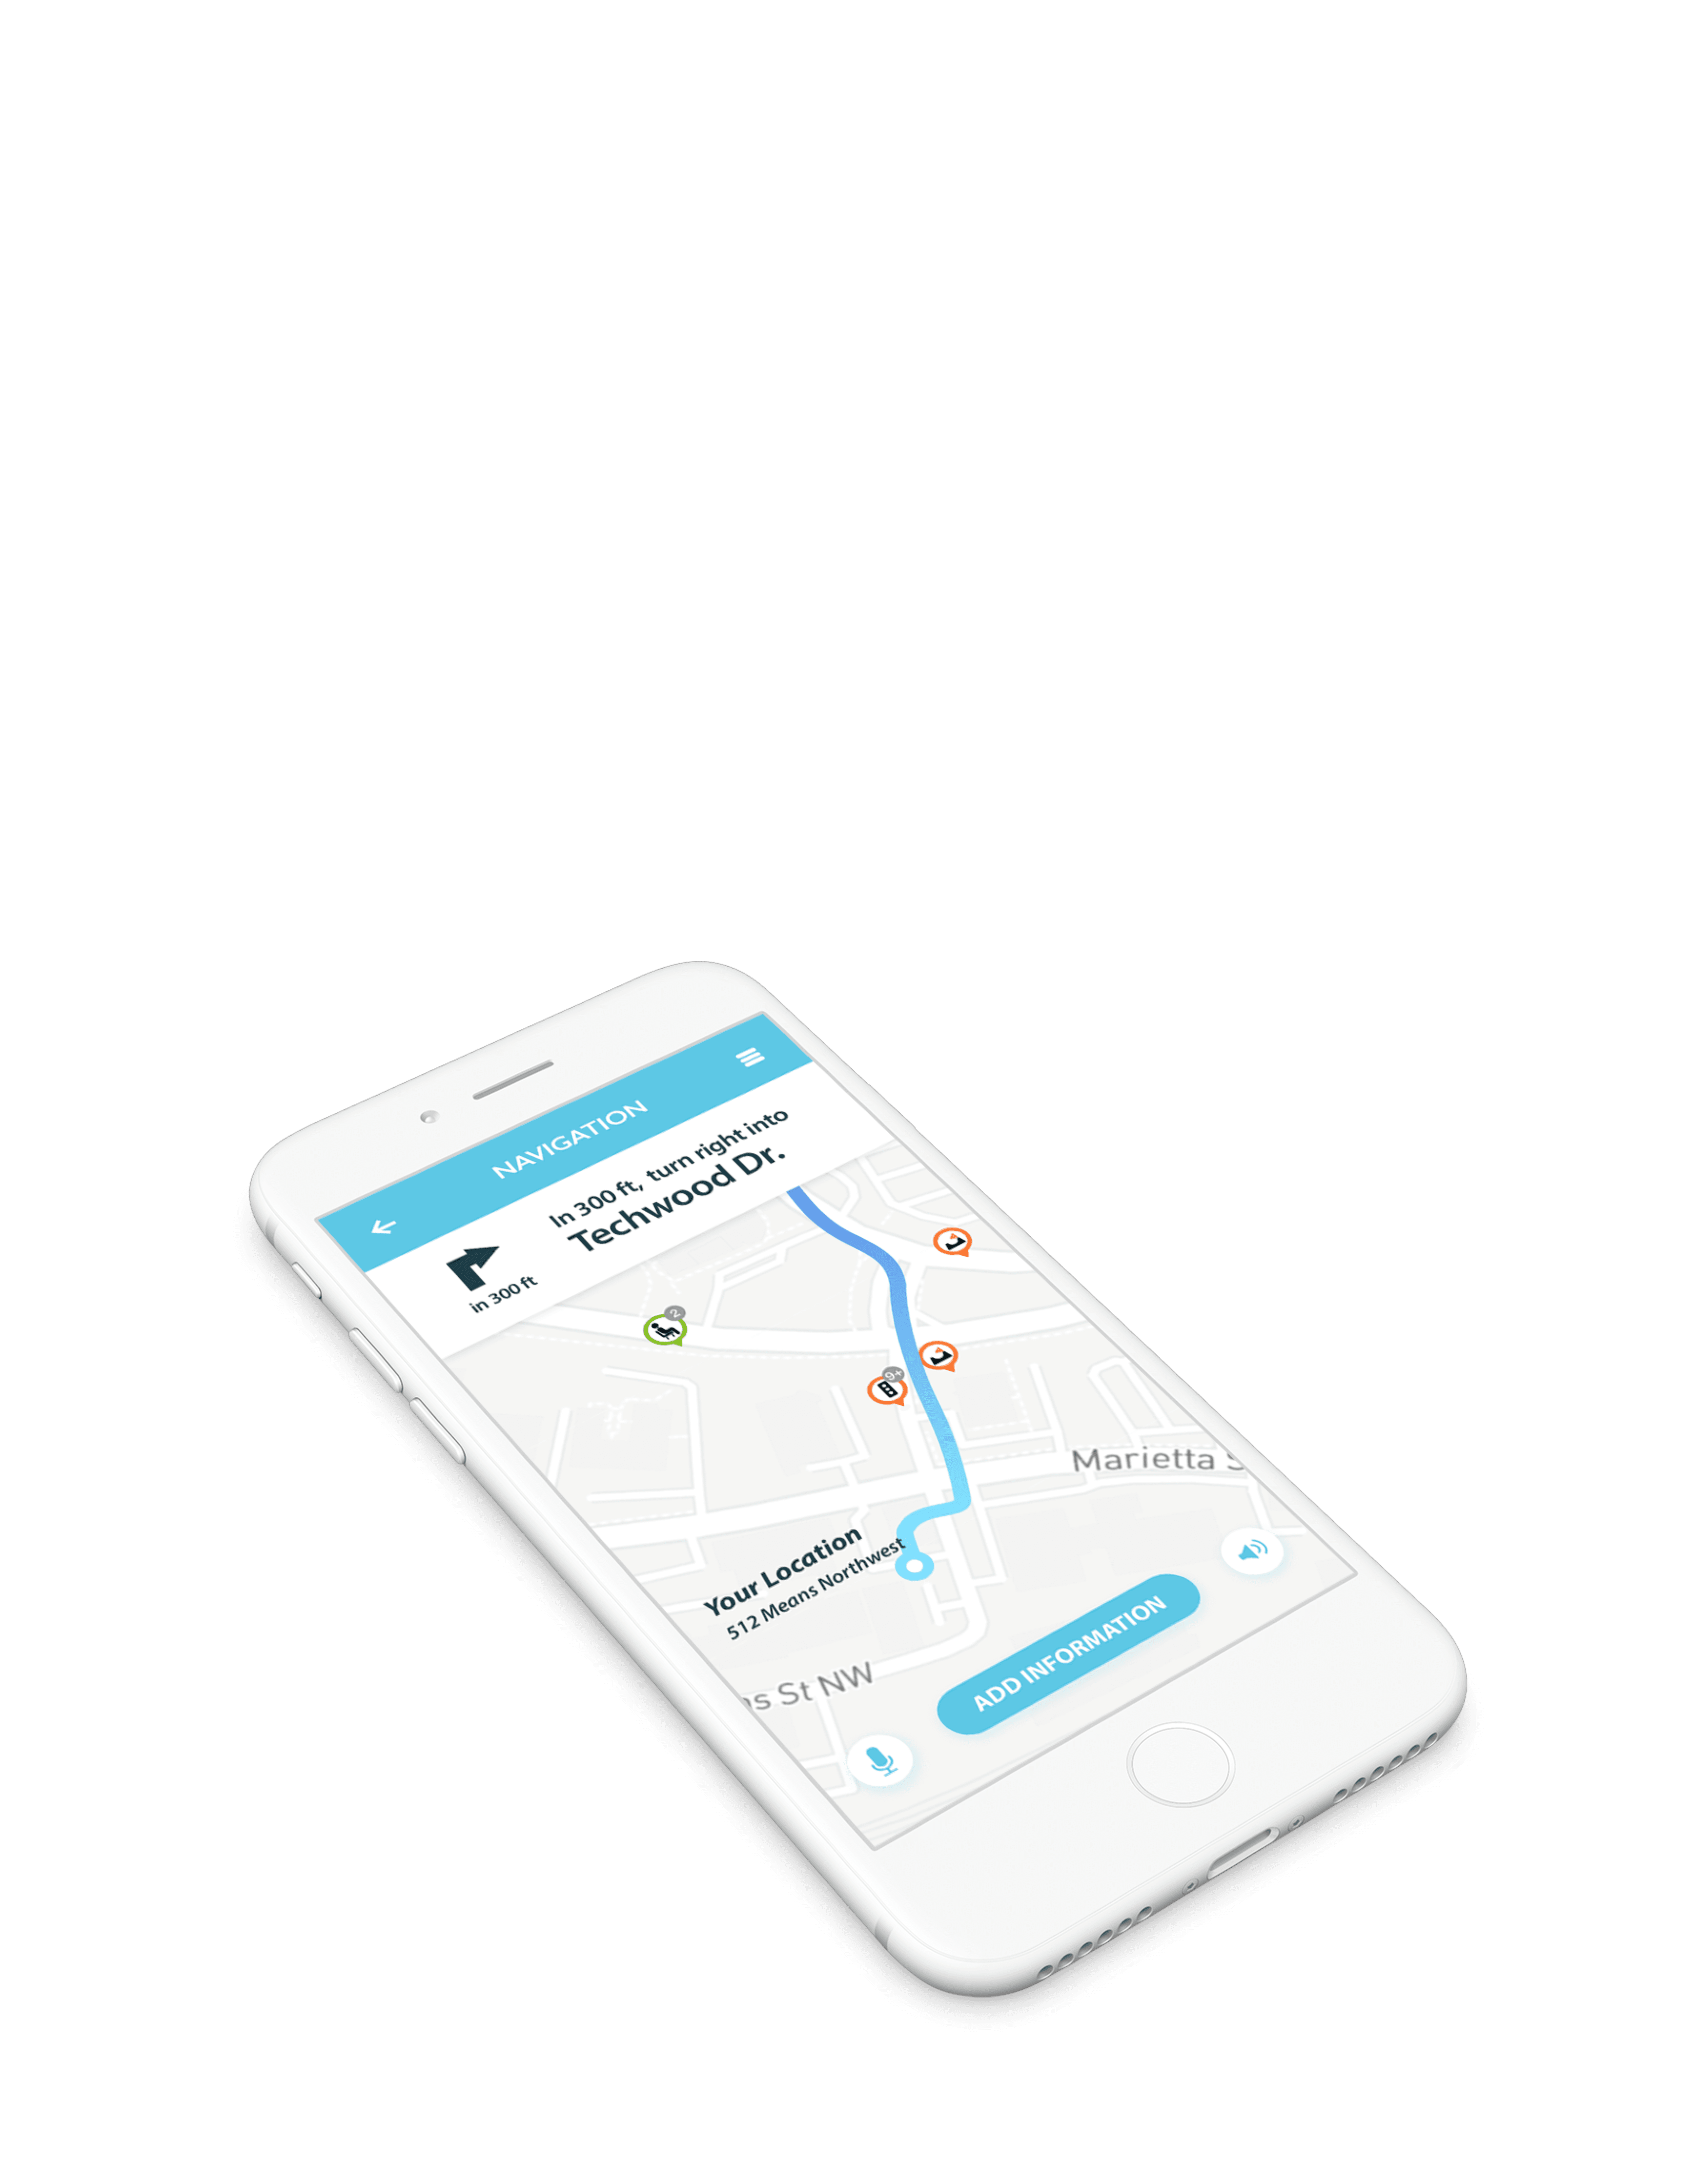 NAVIGATION
In 300 ft, turn right into
Techwood Dr.
in 300 ft
2
9+
Marietta S
Your Location
512 Means Northwest
St NW
ADD INFORMATION